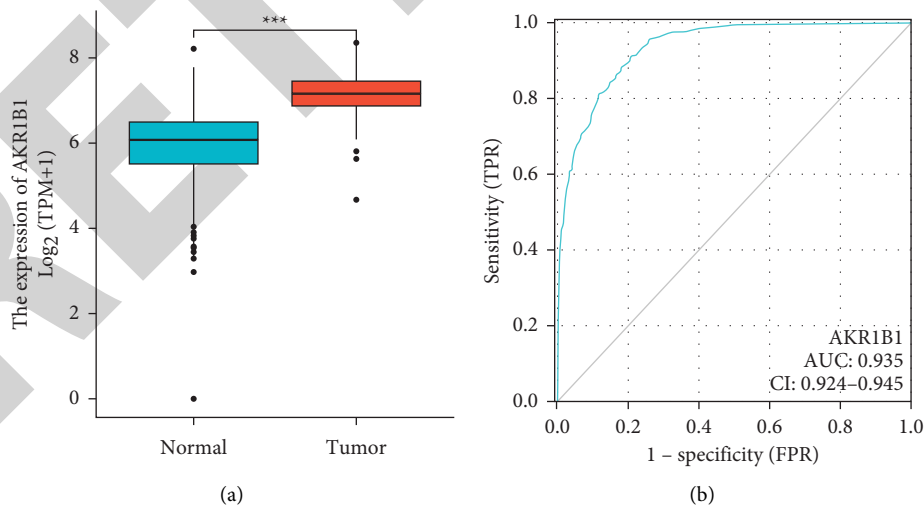 ***
8
6
4
2
0
The expression of AKR1B1
Log2 (TPM+1)
Normal
Tumor
(a)
1.0
0.8
0.6
0.4
0.2
0.0
Sensitivity (TPR)
AKR1B1
AUC: 0.935
CI: 0.924–0.945
0.0 0.2 0.4 0.6 0.8 1.0
1 – specificity (FPR)
(b)